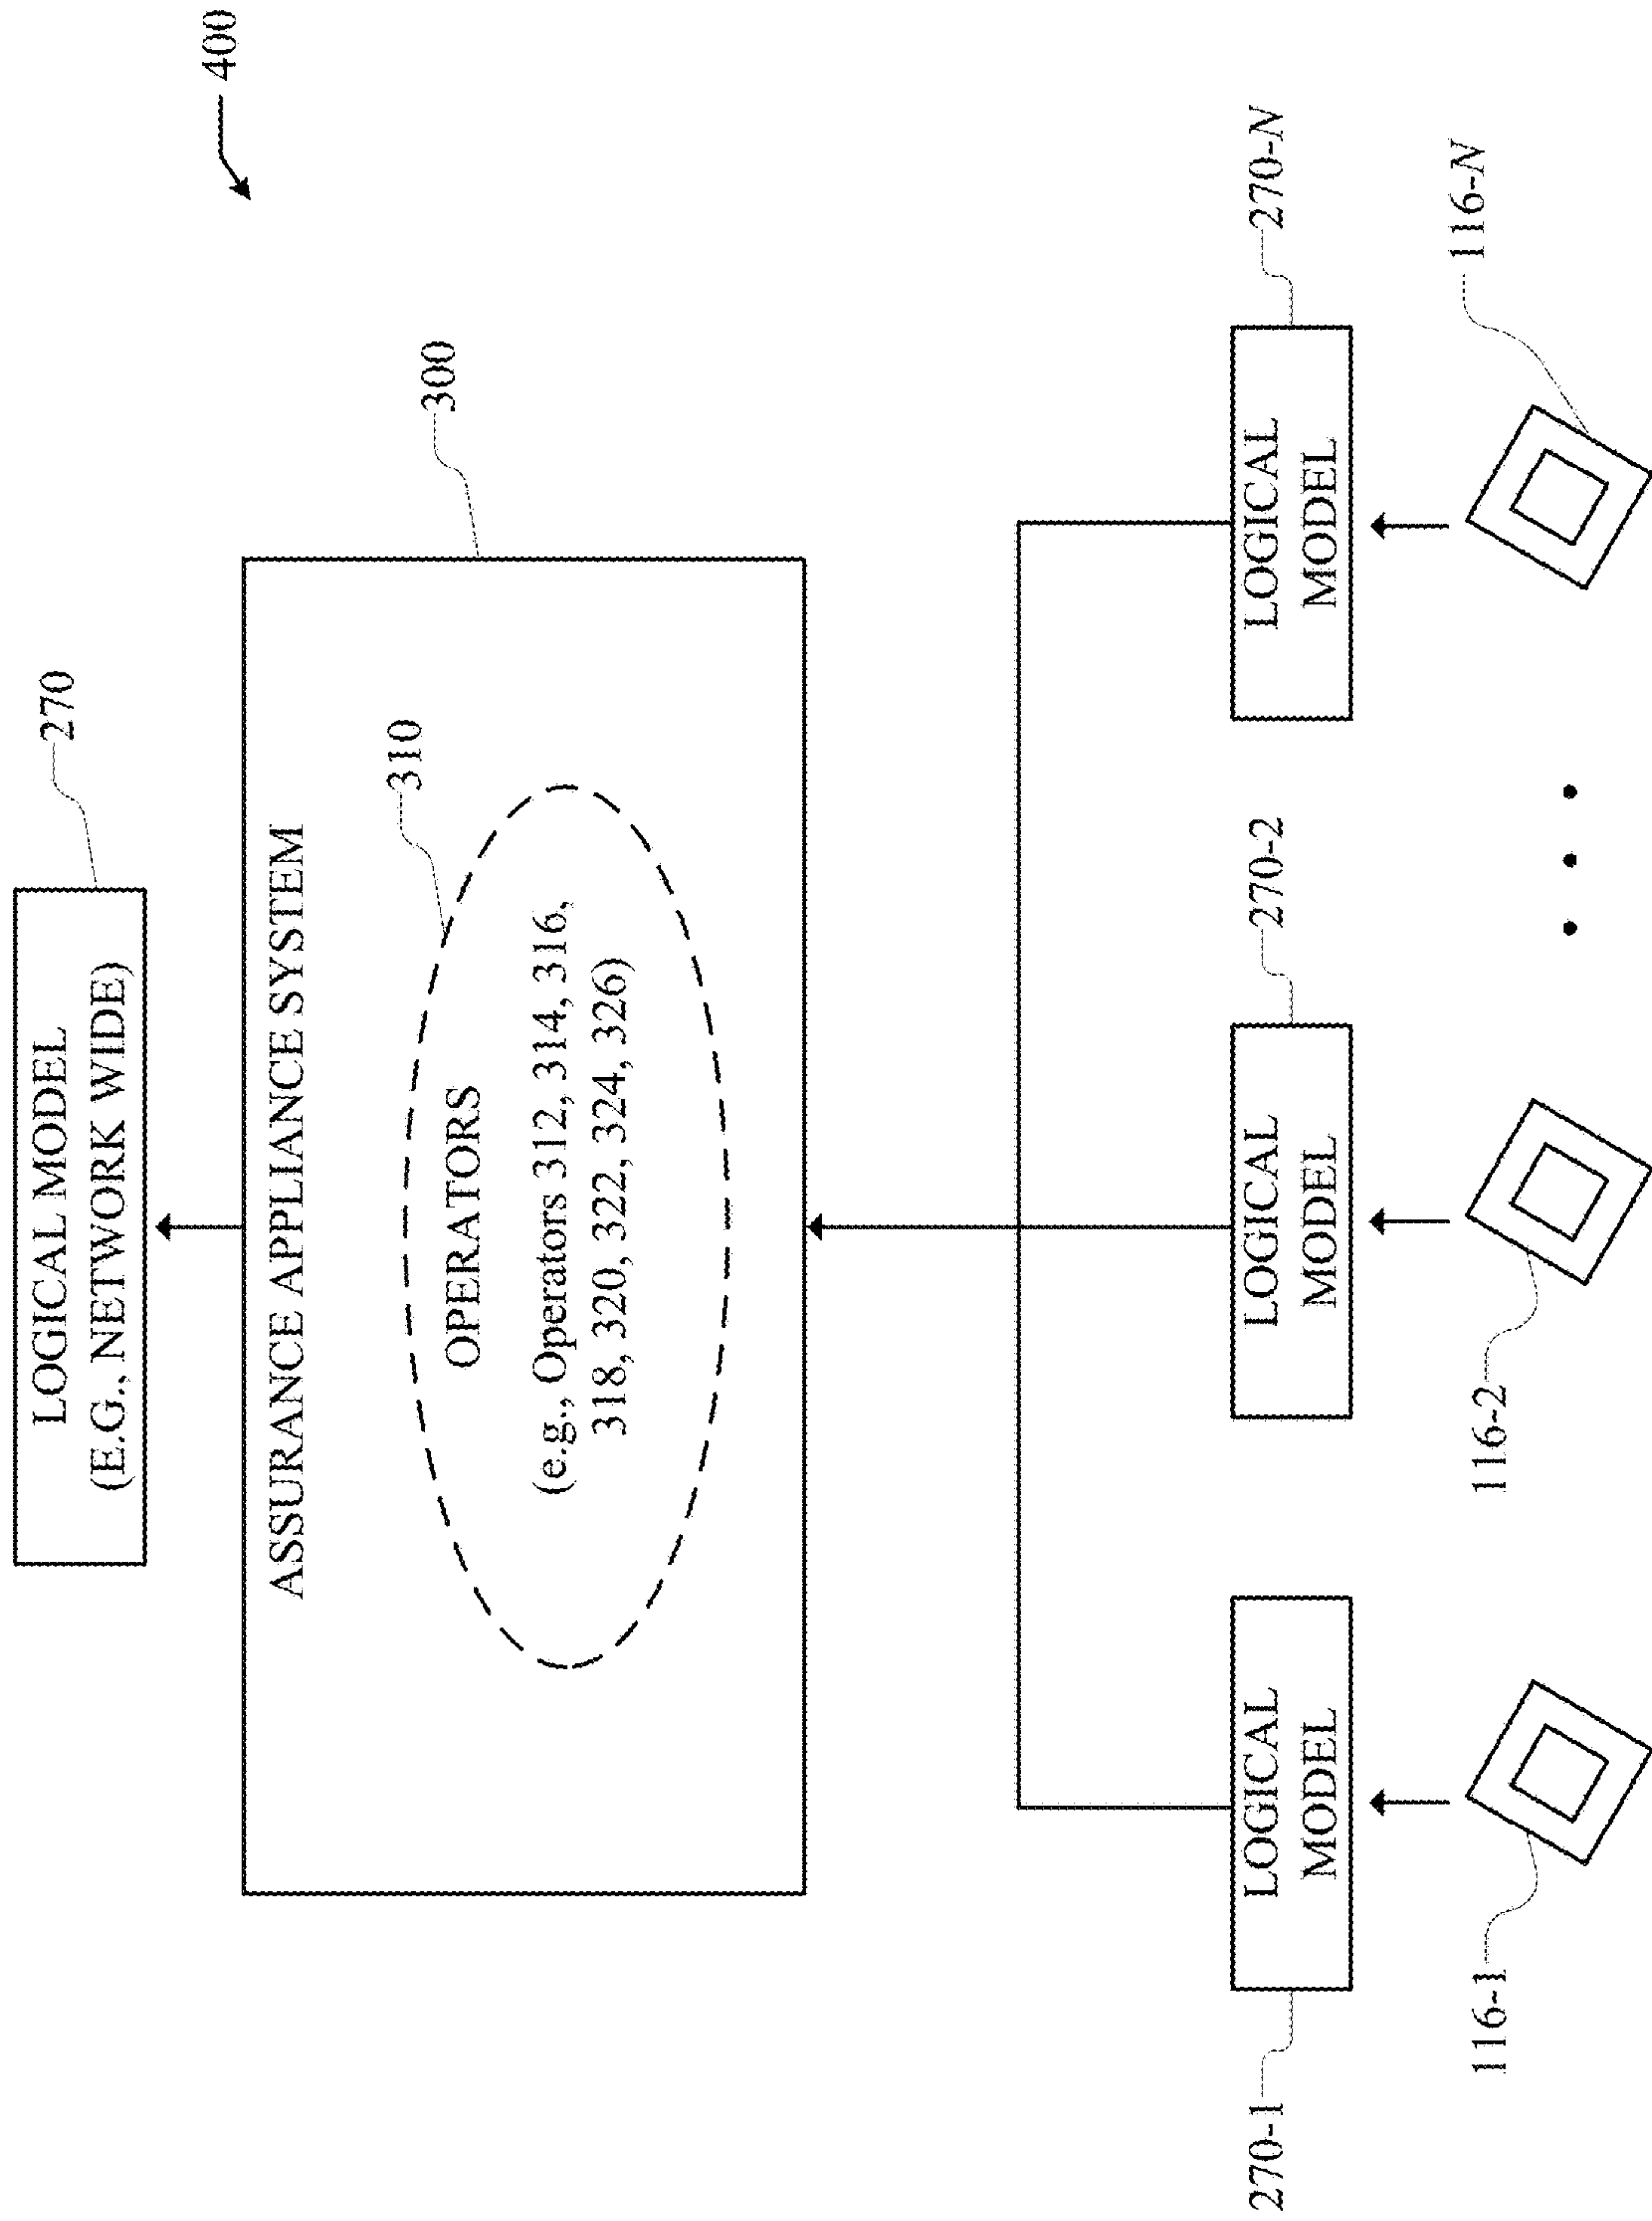 400
LOGICAL MODEL
(E.G., NETWORK WIDE)
270
ASSURANCE APPLIANCE SYSTEM
300
310
OPERATORS
(e.g., Operators 312, 314, 316,
318, 320, 322, 324, 326)
270-1
LOGICAL
MODEL
270-2
LOGICAL
MODEL
270-N
LOGICAL
MODEL
116-1
116-2
116-N